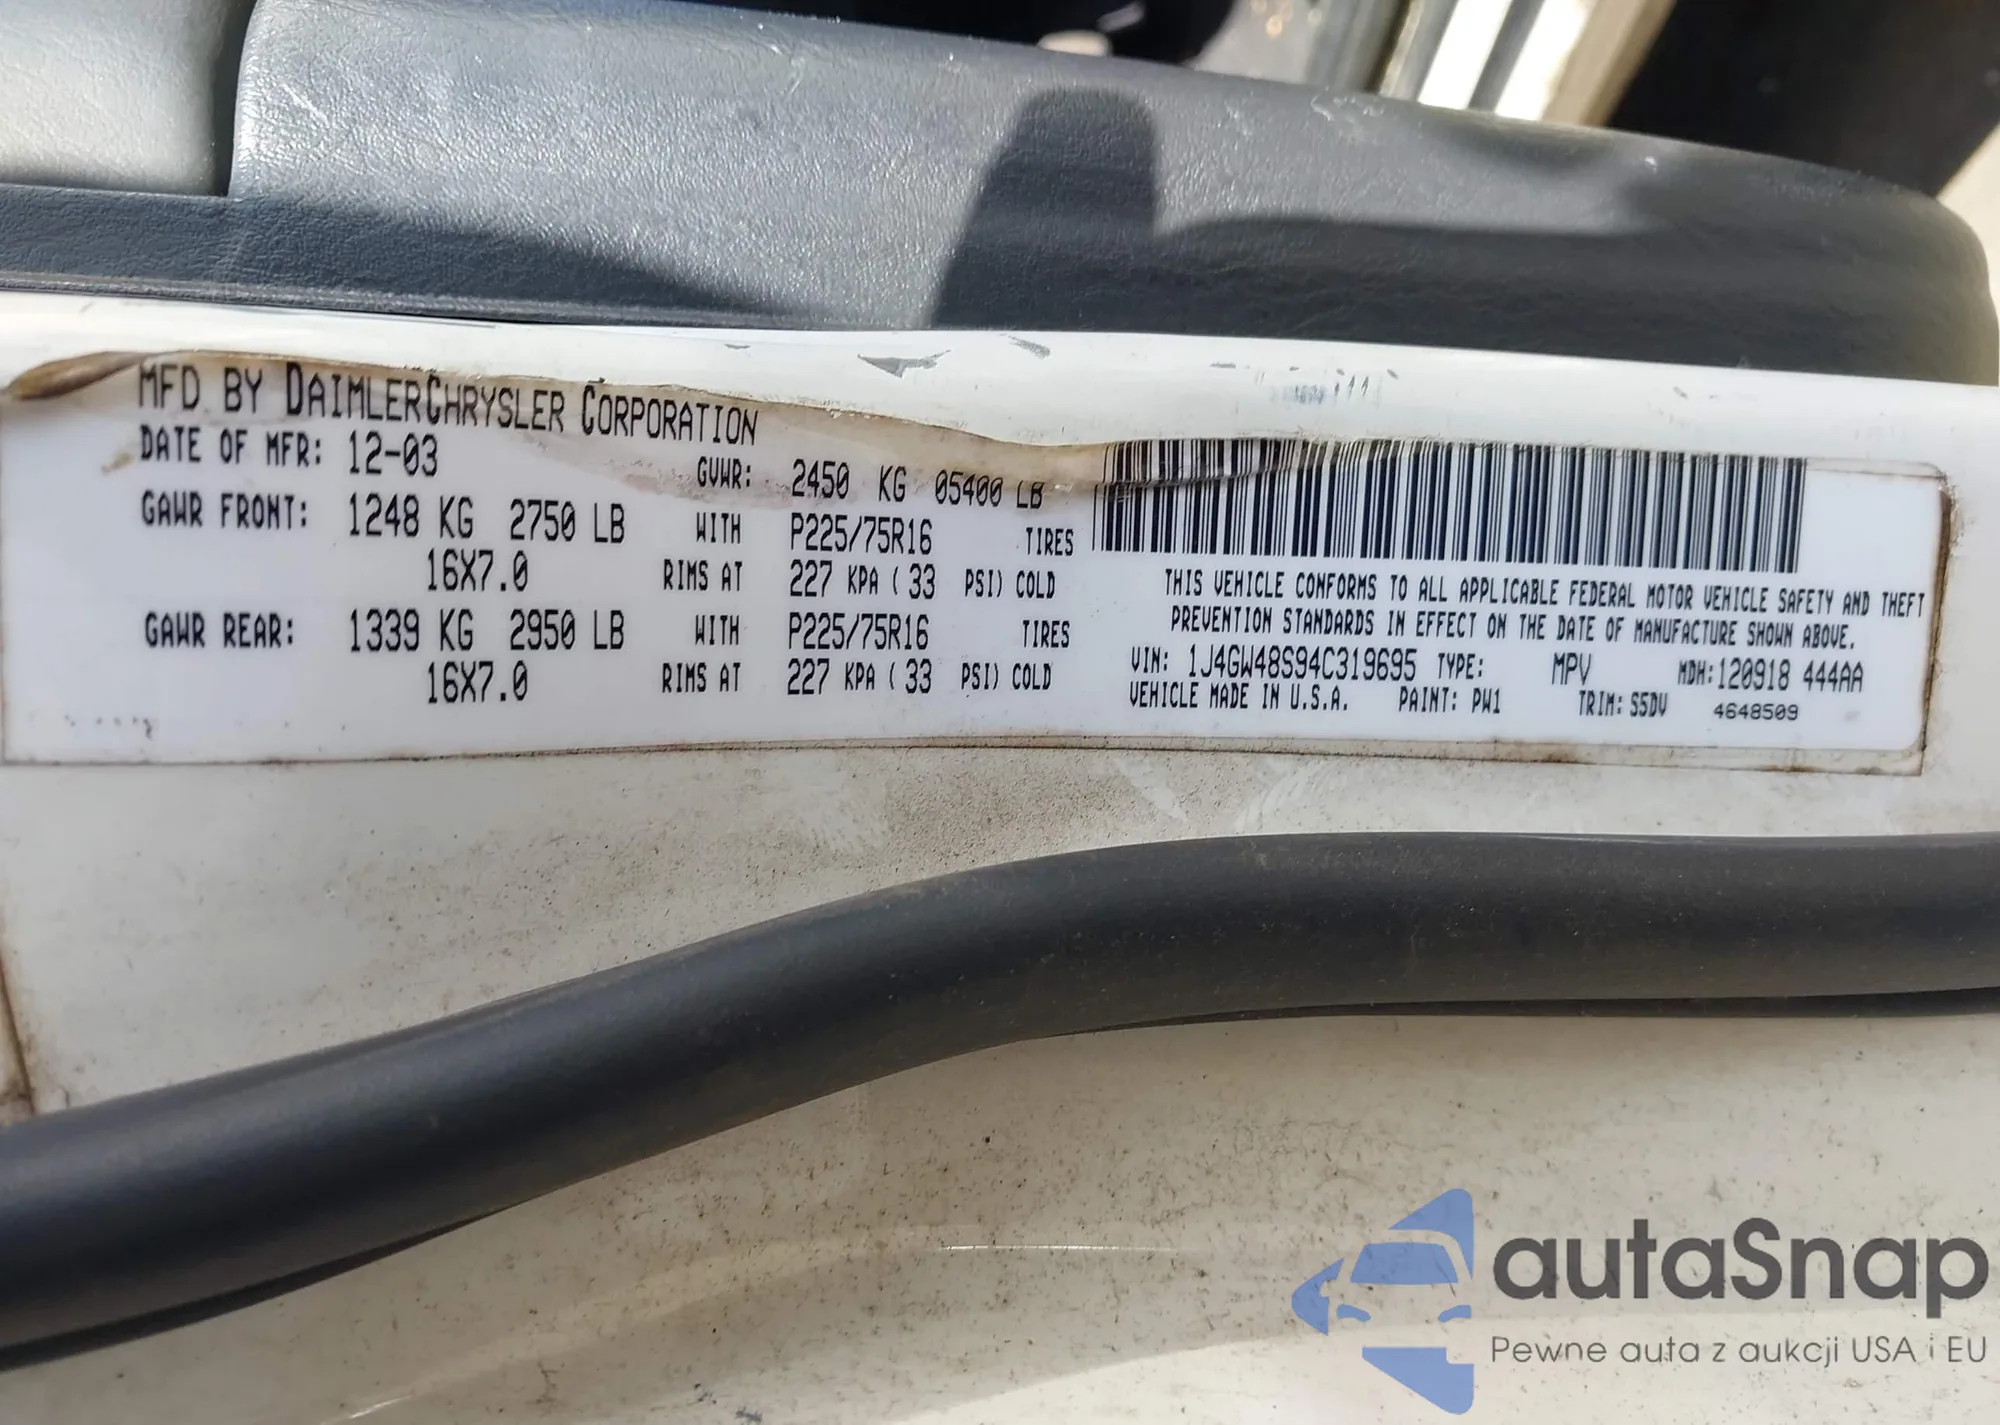 MFD BY DAIMLERCHRYSLER CORPORATION
DATE OF MFR: 12-03 GVWR: 2450 KG 05400 LB
GAWR FRONT: 1248 KG 2750 LB WITH P225/75R16 TIRES
16X7.0 RIMS AT 227 KPA ( 33 PSI) COLD
GAWR REAR: 1339 KG 2950 LB WITH P225/75R16 TIRES
16X7.0 RIMS AT 227 KPA ( 33 PSI) COLD
THIS VEHICLE CONFORMS TO ALL APPLICABLE FEDERAL MOTOR VEHICLE SAFETY AND THEFT
PREVENTION STANDARDS IN EFFECT ON THE DATE OF MANUFACTURE SHOWN ABOVE.
VIN: 1J4GW48S94C319695 TYPE: MPV MDH:120918 444AA
VEHICLE MADE IN U.S.A. PAINT: PW1 TRIM: S5DV 4648509
autaSnap
Pewne auta z aukcji USA i EU